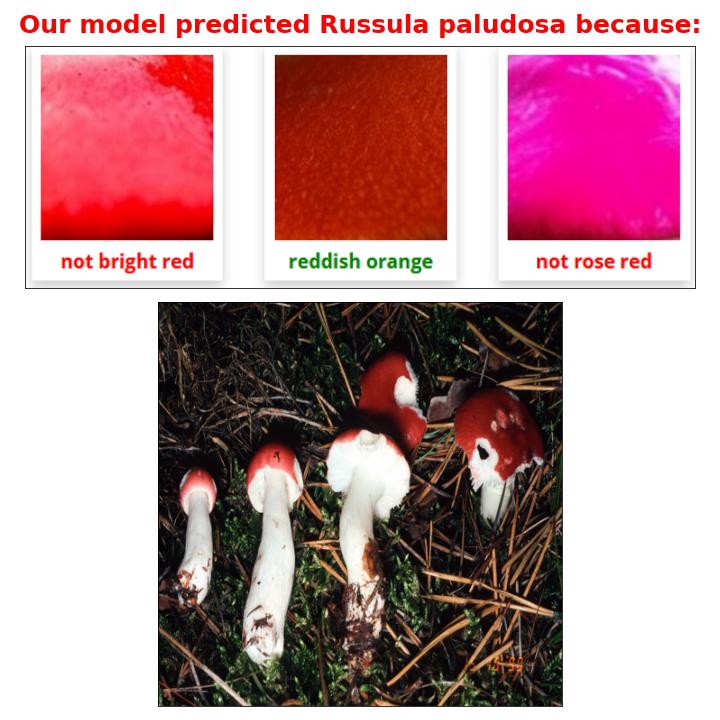 Our model predicted Russula paludosa because:
not bright red
reddish orange
not rose red